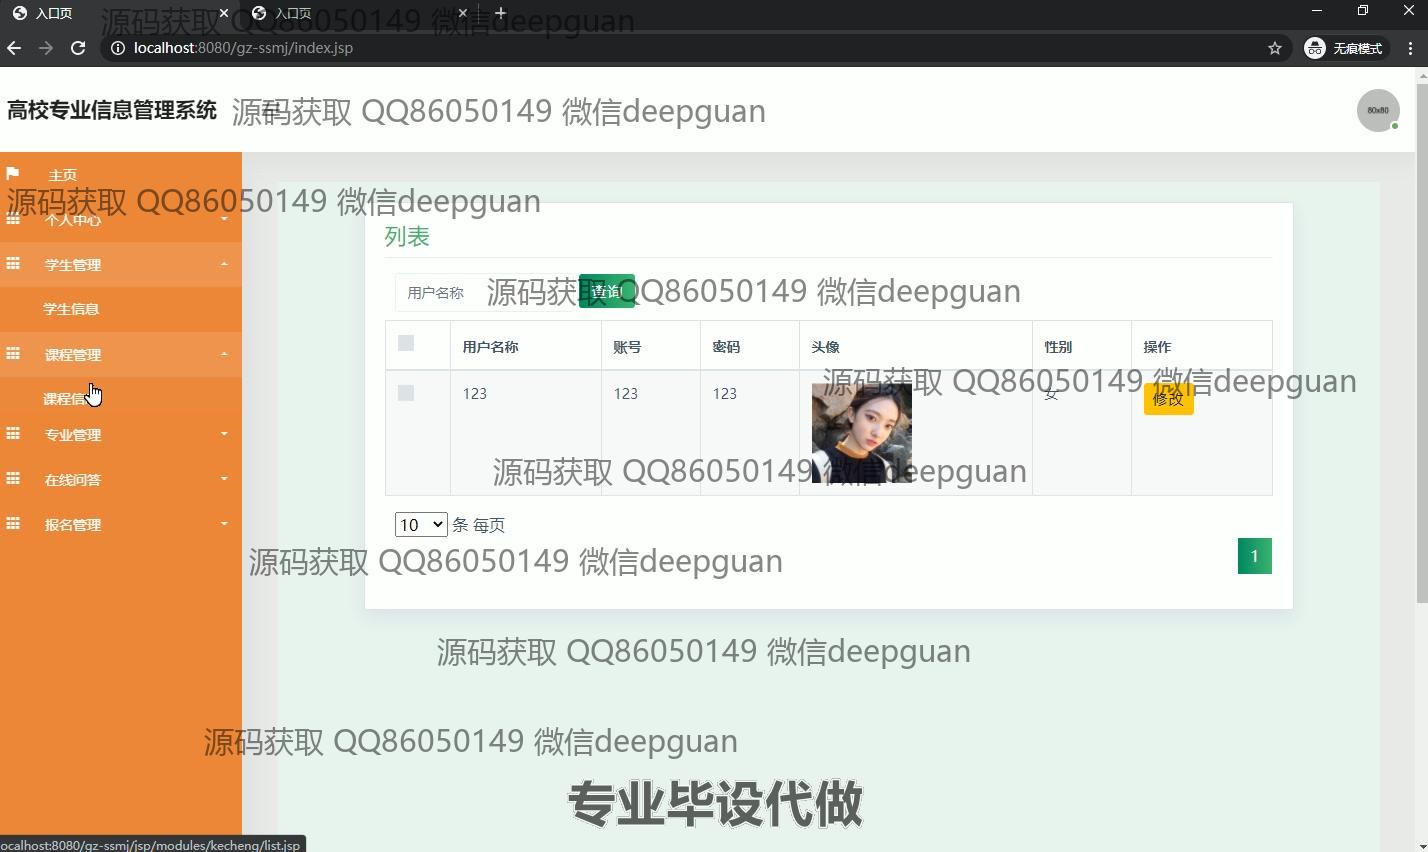 入口页
入口页
源码获取 QQ86050149 微信deepguan
localhost:8080/gz-ssmj/index.jsp
无痕模式
高校专业信息管理系统
源码获取 QQ86050149 微信deepguan
80x80
主页
源码获取 QQ86050149 微信deepguan
个人中心
学生管理
学生信息
课程管理
课程信
专业管理
在线问答
报名管理
列表
用户名称
查询
源码获取 QQ86050149 微信deepguan
用户名称 账号 密码 头像 性别 操作
源码获取 QQ86050149 微信deepguan
123 123 123 女 修改
源码获取 QQ86050149 微信deepguan
10 条 每页
1
源码获取 QQ86050149 微信deepguan
源码获取 QQ86050149 微信deepguan
源码获取 QQ86050149 微信deepguan
专业毕设代做
ocalhost:8080/gz-ssmj/jsp/modules/kecheng/list.jsp